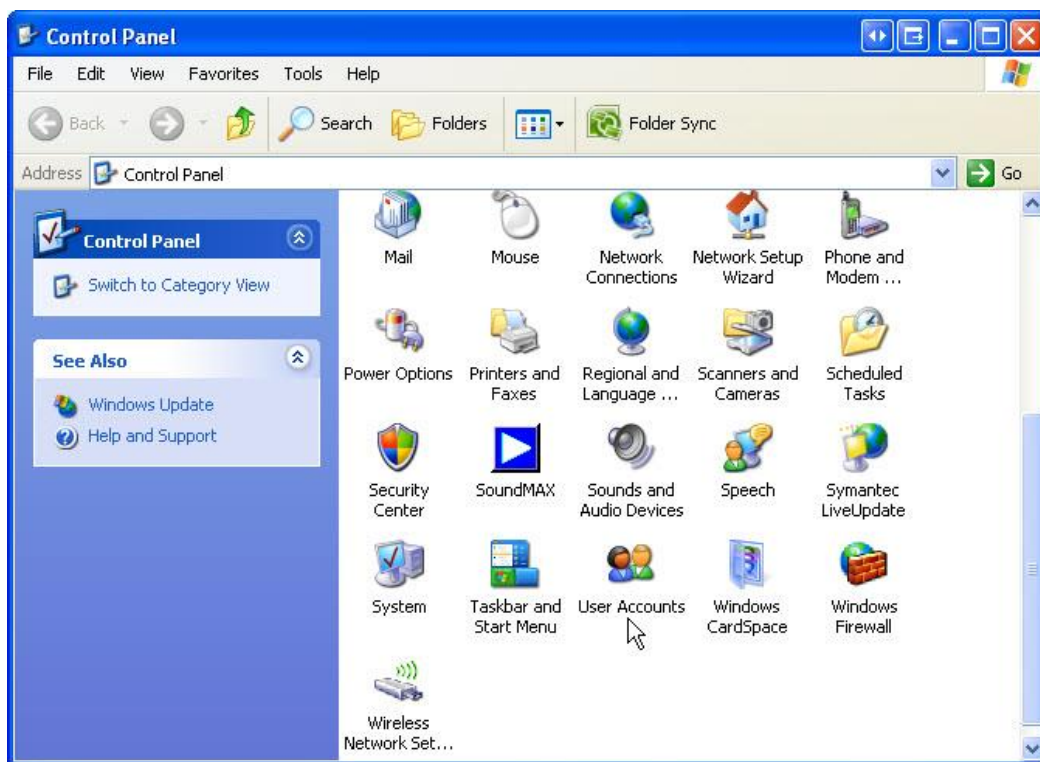 Control Panel
File Edit View Favorites Tools Help
Back Search Folders Folder Sync
Address Control Panel Go
Control Panel
Switch to Category View
See Also
Windows Update
Help and Support
Mail Mouse Network Network Setup Phone and
Connections Wizard Modem ...
Power Options Printers and Regional and Scanners and Scheduled
Faxes Language ... Cameras Tasks
Security SoundMAX Sounds and Speech Symantec
Center Audio Devices LiveUpdate
System Taskbar and User Accounts Windows Windows
Start Menu CardSpace Firewall
Wireless
Network Set...